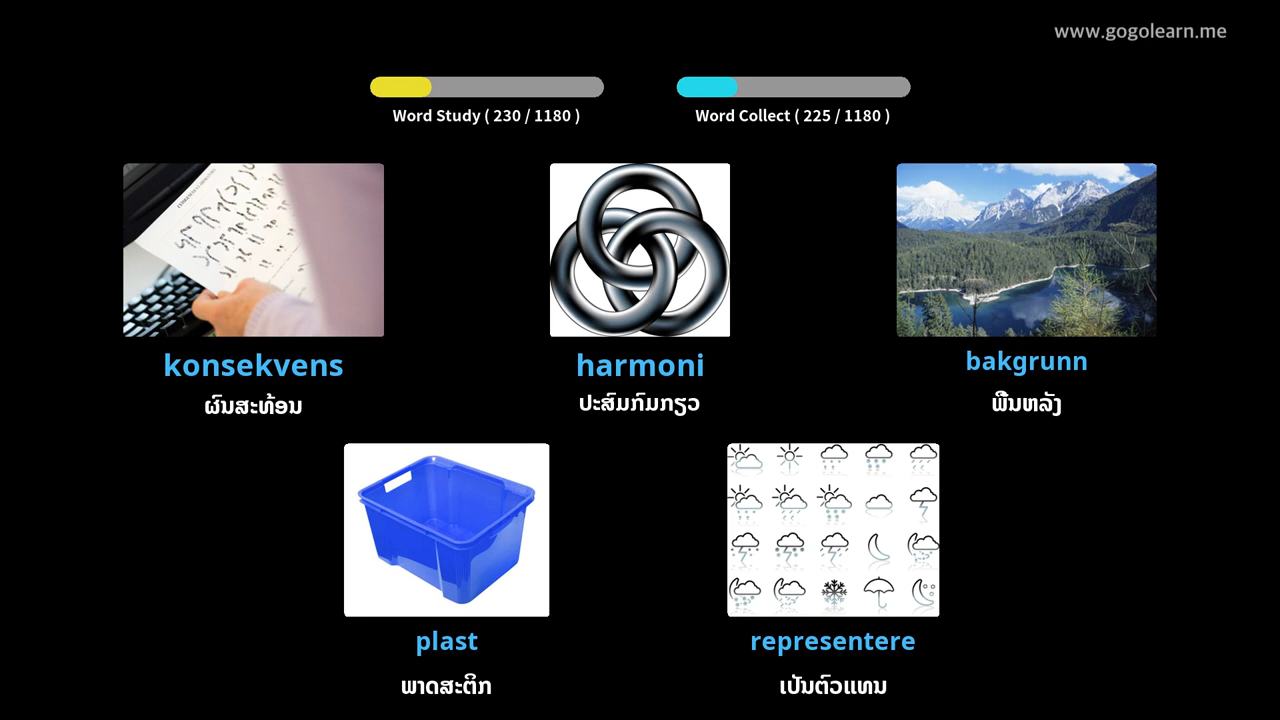 www.gogolearn.me
Word Study ( 230 / 1180 )
Word Collect ( 225 / 1180 )
konsekvens
harmoni
bakgrunn
ຜົນສະທ້ອນ
ປະສົມກົມກຽວ
ພື້ນຫລັງ
plast
representere
ພາດສະຕິກ
ເປັນຕົວແທນ